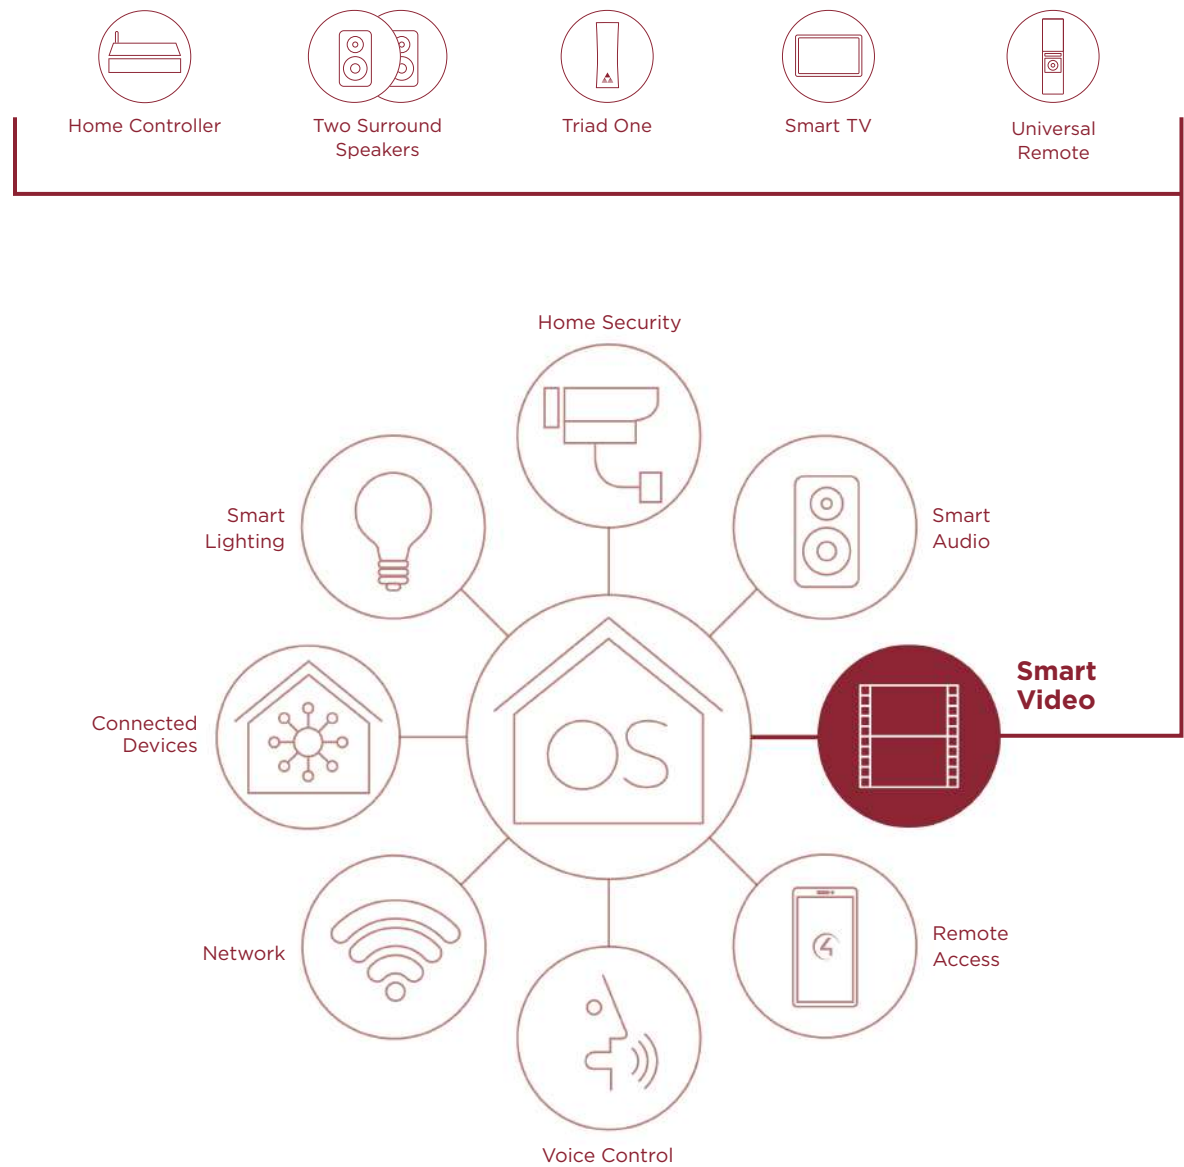 Home Controller
Two Surround
Speakers
Triad One
Smart TV
Universal
Remote
Home Security
Smart
Lighting
Smart
Audio
OS
Smart
Video
Connected
Devices
Network
Remote
Access
Voice Control